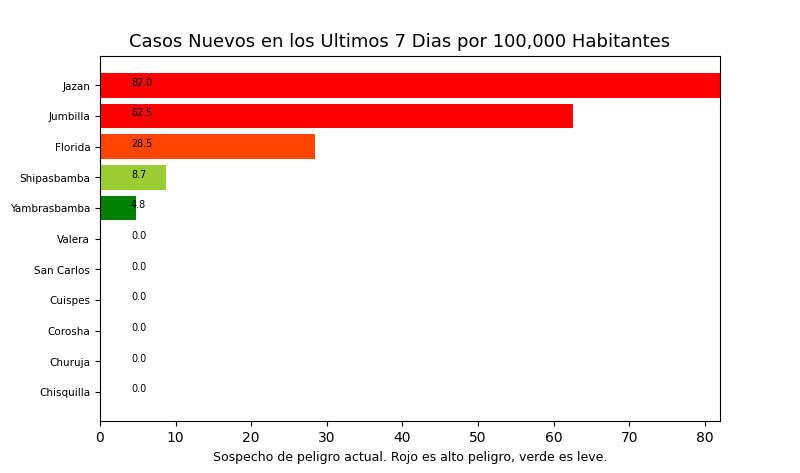 Casos Nuevos en los Ultimos 7 Dias por 100,000 Habitantes
Jazan 82.0
Jumbilla 62.5
Florida 28.5
Shipasbamba 8.7
Yambrasbamba 4.8
Valera 0.0
San Carlos 0.0
Cuispes 0.0
Corosha 0.0
Churuja 0.0
Chisquilla 0.0
0 10 20 30 40 50 60 70 80
Sospecho de peligro actual. Rojo es alto peligro, verde es leve.